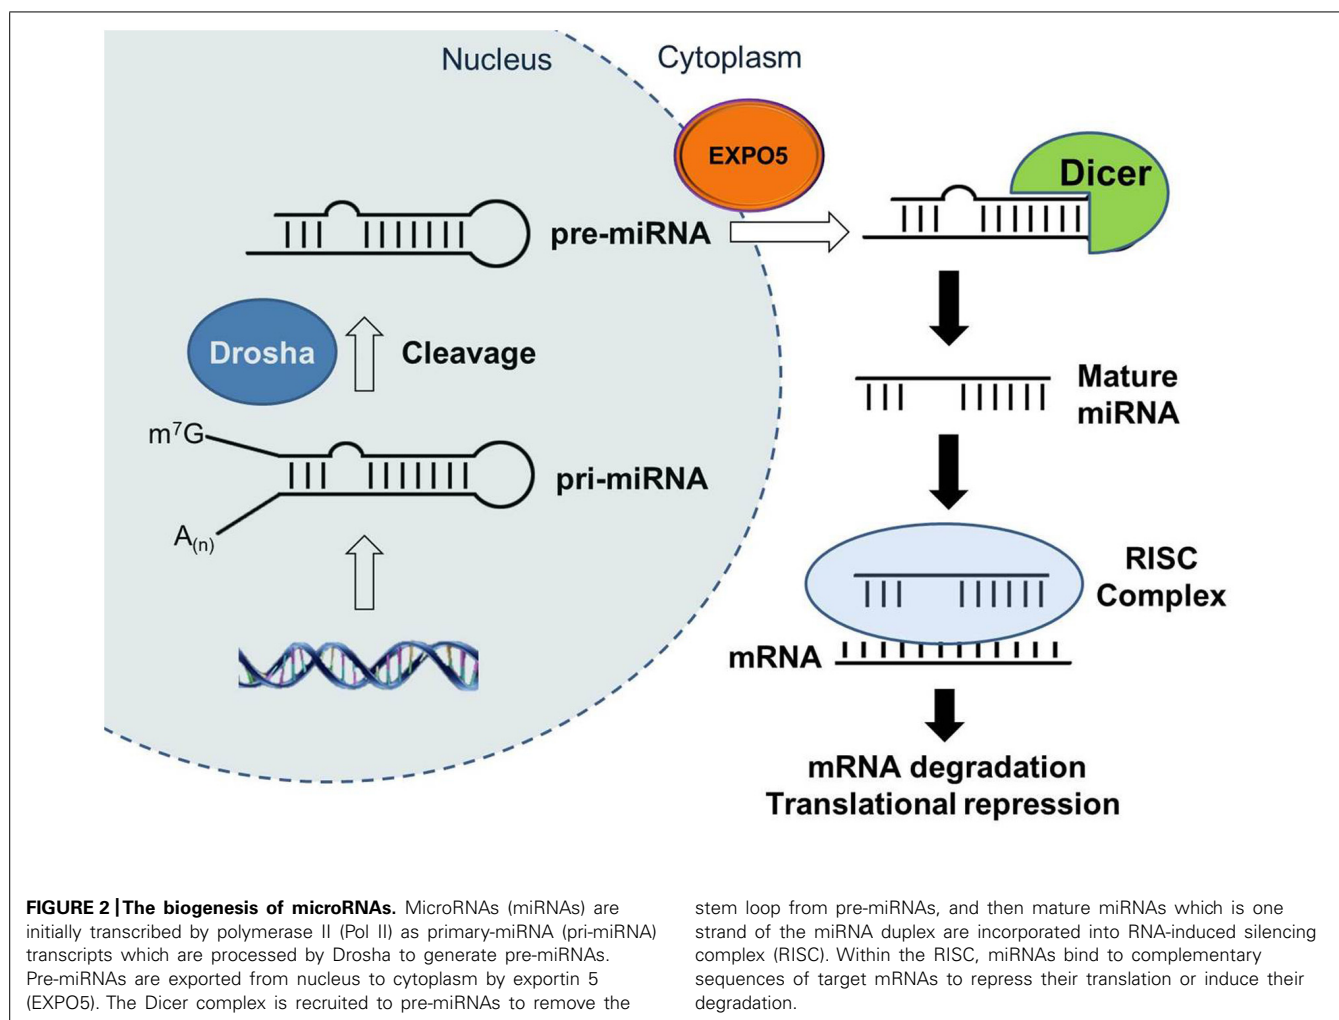 Nucleus
Cytoplasm
EXPO5
Dicer
pre-miRNA
Drosha
Cleavage
Mature
miRNA
m⁷G
pri-miRNA
A(n)
RISC
Complex
mRNA
mRNA degradation
Translational repression
FIGURE 2 | The biogenesis of microRNAs. MicroRNAs (miRNAs) are
initially transcribed by polymerase II (Pol II) as primary-miRNA (pri-miRNA)
transcripts which are processed by Drosha to generate pre-miRNAs.
Pre-miRNAs are exported from nucleus to cytoplasm by exportin 5
(EXPO5). The Dicer complex is recruited to pre-miRNAs to remove the
stem loop from pre-miRNAs, and then mature miRNAs which is one
strand of the miRNA duplex are incorporated into RNA-induced silencing
complex (RISC). Within the RISC, miRNAs bind to complementary
sequences of target mRNAs to repress their translation or induce their
degradation.